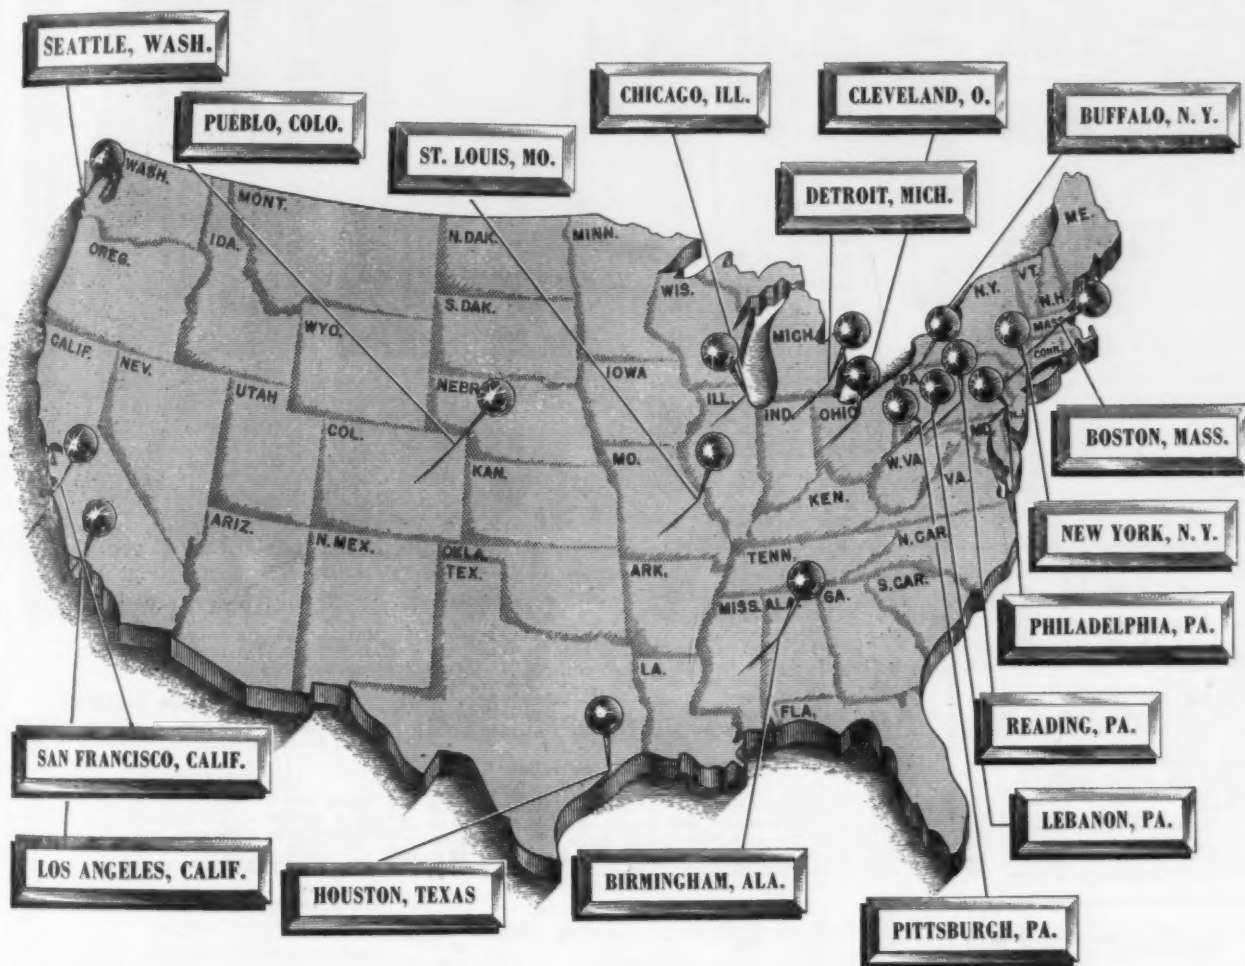 SEATTLE, WASH.
PUEBLO, COLO.
ST. LOUIS, MO.
CHICAGO, ILL.
CLEVELAND, O.
DETROIT, MICH.
BUFFALO, N. Y.
WASH.
MONT.
N. DAK.
MINN.
ME.
OREG.
IDA.
S. DAK.
WIS.
MICH.
N.Y.
VT.
N.H.
MASS.
CONN.
WYO.
CALIF.
NEV.
UTAH
NEBR.
IOWA
ILL.
IND.
OHIO
PA.
N.J.
MD.
COL.
KAN.
MO.
KEN.
W. VA.
VA.
BOSTON, MASS.
ARIZ.
N. MEX.
OKLA.
TEX.
ARK.
TENN.
N. CAR.
S. CAR.
MISS.
ALA.
GA.
LA.
FLA.
NEW YORK, N. Y.
PHILADELPHIA, PA.
READING, PA.
LEBANON, PA.
SAN FRANCISCO, CALIF.
LOS ANGELES, CALIF.
HOUSTON, TEXAS
BIRMINGHAM, ALA.
PITTSBURGH, PA.